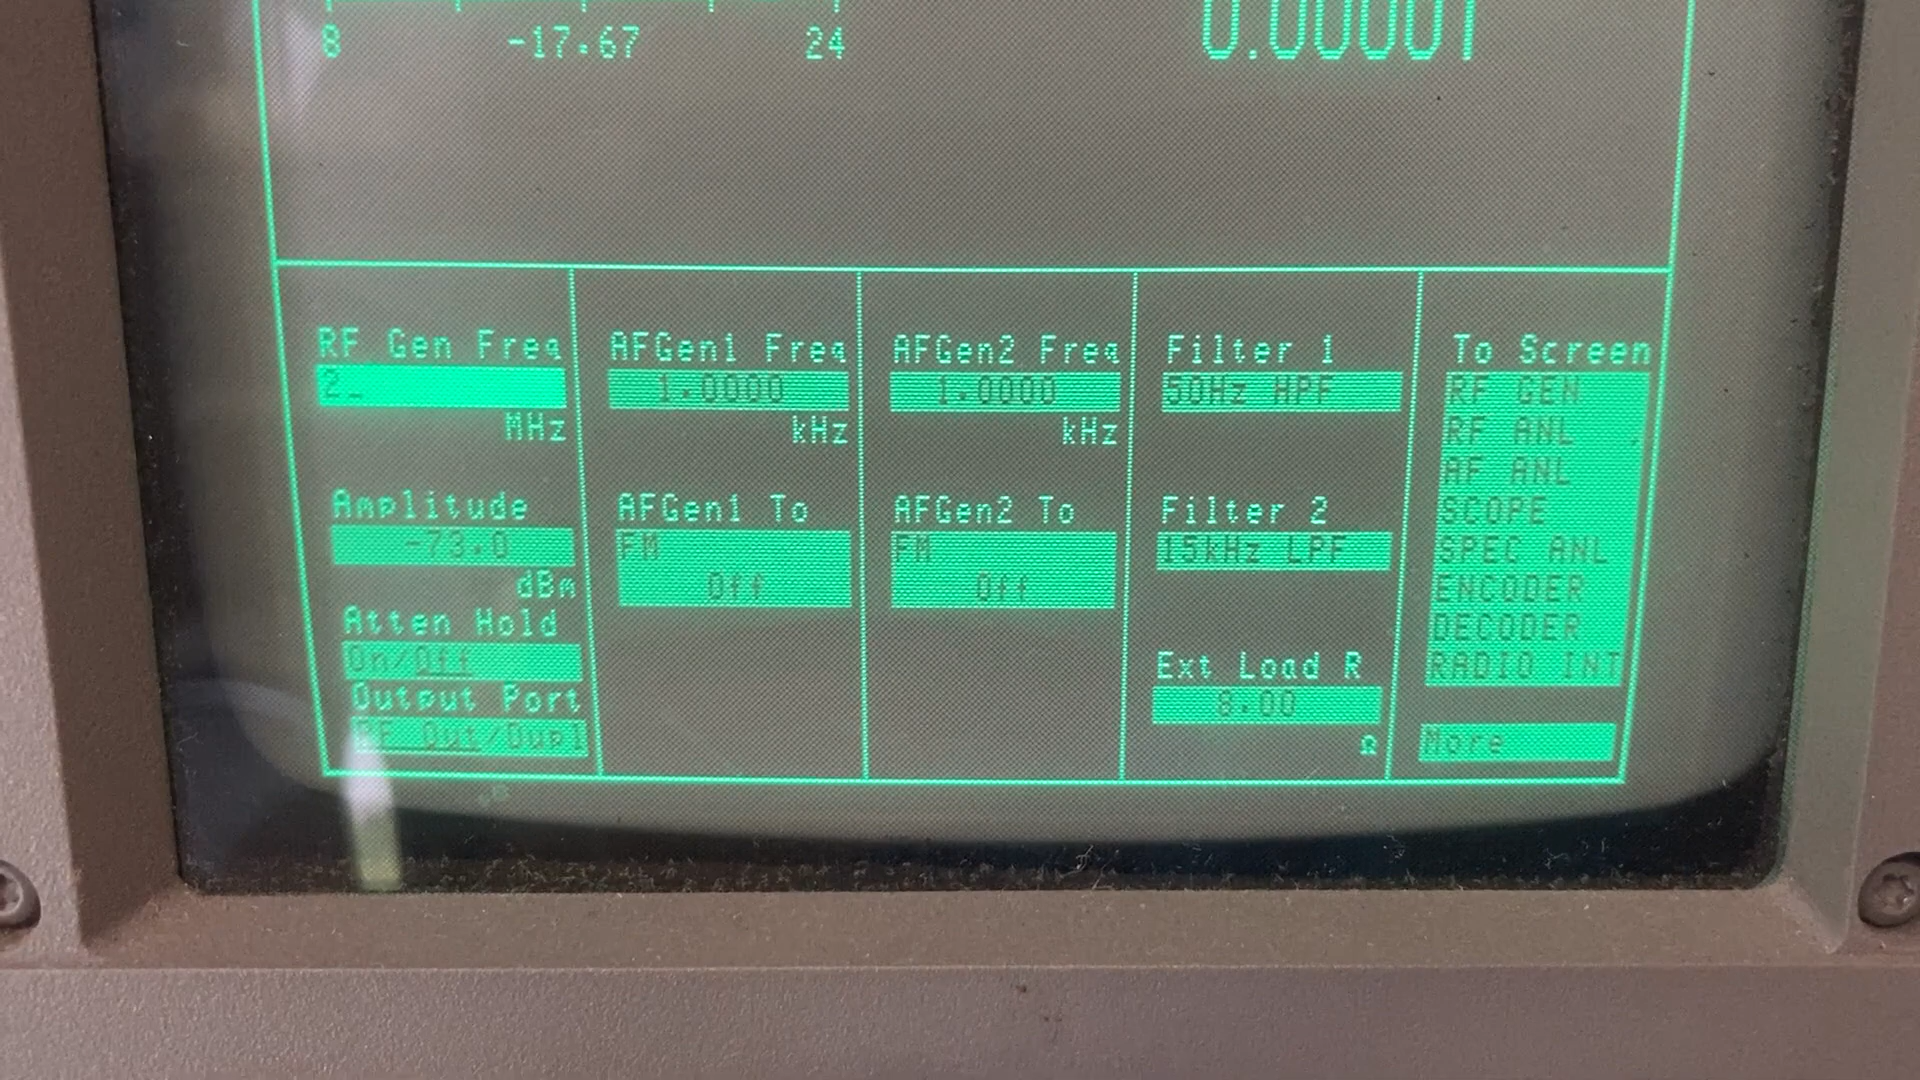 8 -17.67 24
0.00001
RF Gen Freq
2_
MHz
Amplitude
-73.0
dBm
Atten Hold
On/Off
Output Port
RF Out/Dupl
AFGen1 Freq
1.0000
kHz
AFGen1 To
FM
Off
AFGen2 Freq
1.0000
kHz
AFGen2 To
FM
Off
Filter 1
50Hz HPF
Filter 2
15kHz LPF
Ext Load R
8.00
Ω
To Screen
RF GEN
RF ANL
AF ANL
SCOPE
SPEC ANL
ENCODER
DECODER
RADIO INT
More